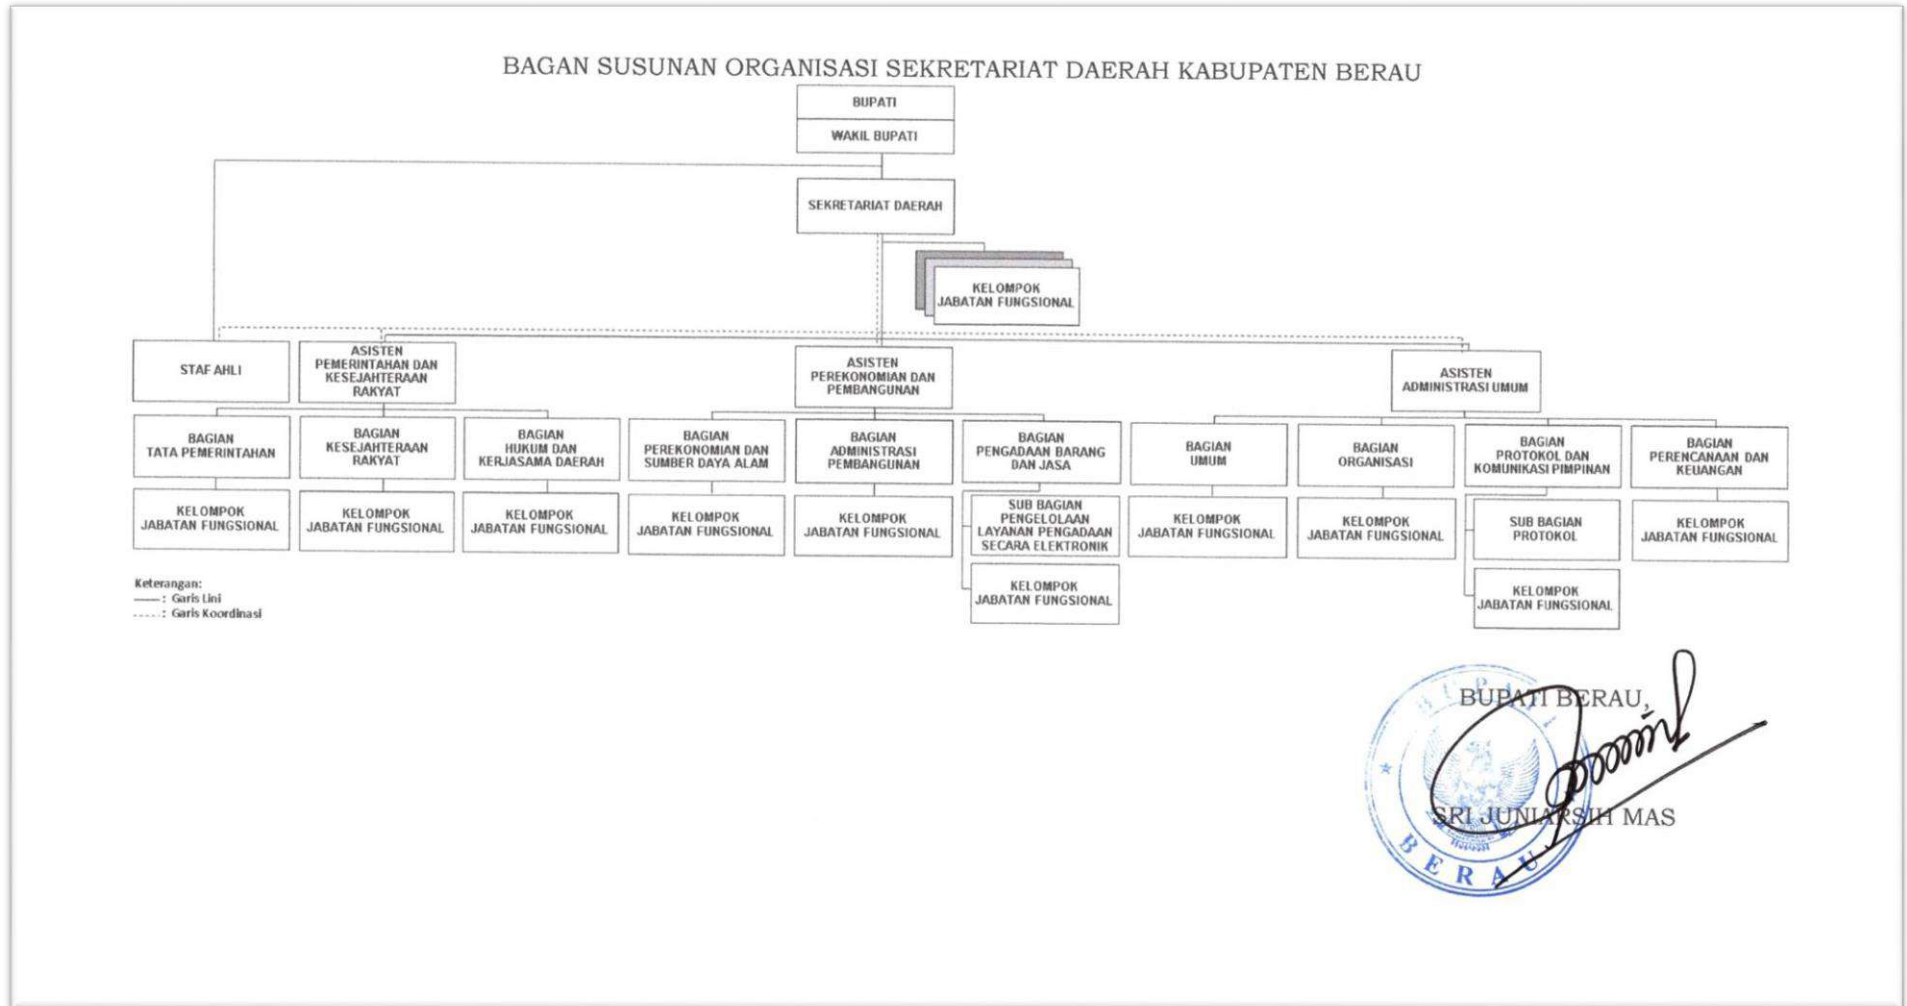 BAGAN SUSUNAN ORGANISASI SEKRETARIAT DAERAH KABUPATEN BERAU
BUPATI
WAKIL BUPATI
SEKRETARIAT DAERAH
KELOMPOK
JABATAN FUNGSIONAL
STAF AHLI
ASISTEN
PEMERINTAHAN DAN
KESEJAHTERAAN
RAKYAT
ASISTEN
PEREKONOMIAN DAN
PEMBANGUNAN
ASISTEN
ADMINISTRASI UMUM
BAGIAN
TATA PEMERINTAHAN
BAGIAN
KESEJAHTERAAN
RAKYAT
BAGIAN
HUKUM DAN
KERJASAMA DAERAH
BAGIAN
PEREKONOMIAN DAN
SUMBER DAYA ALAM
BAGIAN
ADMINISTRASI
PEMBANGUNAN
BAGIAN
PENGADAAN BARANG
DAN JASA
BAGIAN
UMUM
BAGIAN
ORGANISASI
BAGIAN
PROTOKOL DAN
KOMUNIKASI PIMPINAN
BAGIAN
PERENCANAAN DAN
KEUANGAN
KELOMPOK
JABATAN FUNGSIONAL
KELOMPOK
JABATAN FUNGSIONAL
KELOMPOK
JABATAN FUNGSIONAL
KELOMPOK
JABATAN FUNGSIONAL
KELOMPOK
JABATAN FUNGSIONAL
SUB BAGIAN
PENGELOLAAN
LAYANAN PENGADAAN
SECARA ELEKTRONIK
KELOMPOK
JABATAN FUNGSIONAL
KELOMPOK
JABATAN FUNGSIONAL
SUB BAGIAN
PROTOKOL
KELOMPOK
JABATAN FUNGSIONAL
KELOMPOK
JABATAN FUNGSIONAL
KELOMPOK
JABATAN FUNGSIONAL
Keterangan:
: Garis Lini
: Garis Koordinasi
BUPATI BERAU,
SRI JUNIARSIH MAS
BUPATI
BERAU